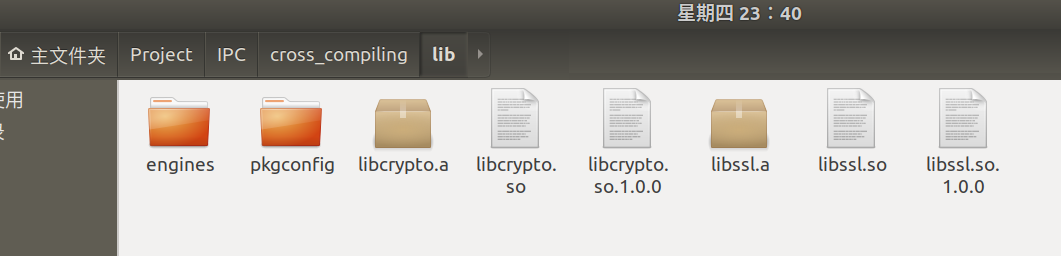 星期四 23：40
主文件夹 Project IPC cross_compiling lib
使用
engines pkgconfig libcrypto.a libcrypto. libcrypto. libssl.a libssl.so libssl.so.
so so.1.0.0 1.0.0